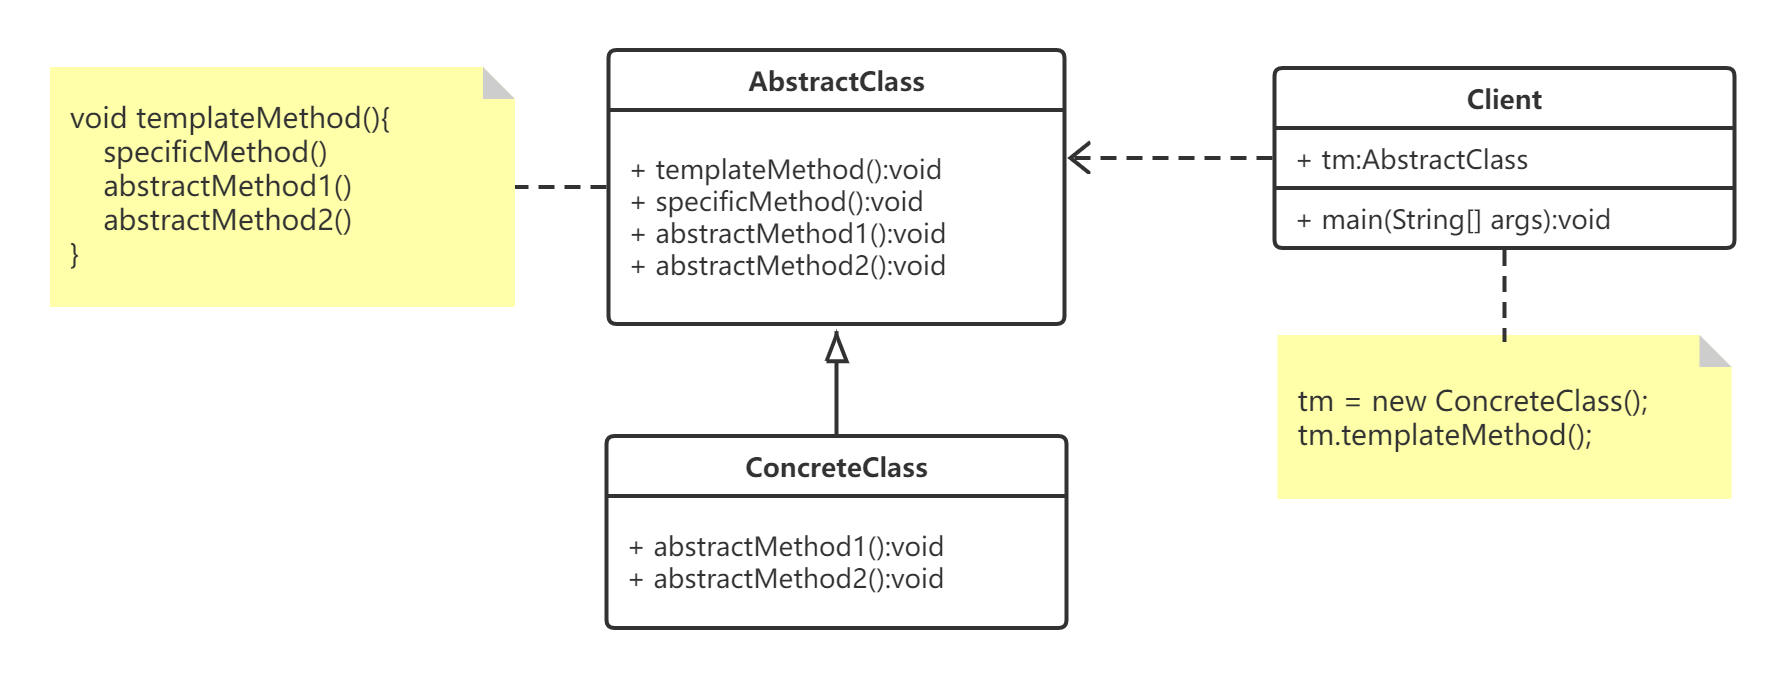 void templateMethod(){
specificMethod()
abstractMethod1()
abstractMethod2()
}
AbstractClass
+ templateMethod():void
+ specificMethod():void
+ abstractMethod1():void
+ abstractMethod2():void
Client
+ tm:AbstractClass
+ main(String[] args):void
tm = new ConcreteClass();
tm.templateMethod();
ConcreteClass
+ abstractMethod1():void
+ abstractMethod2():void